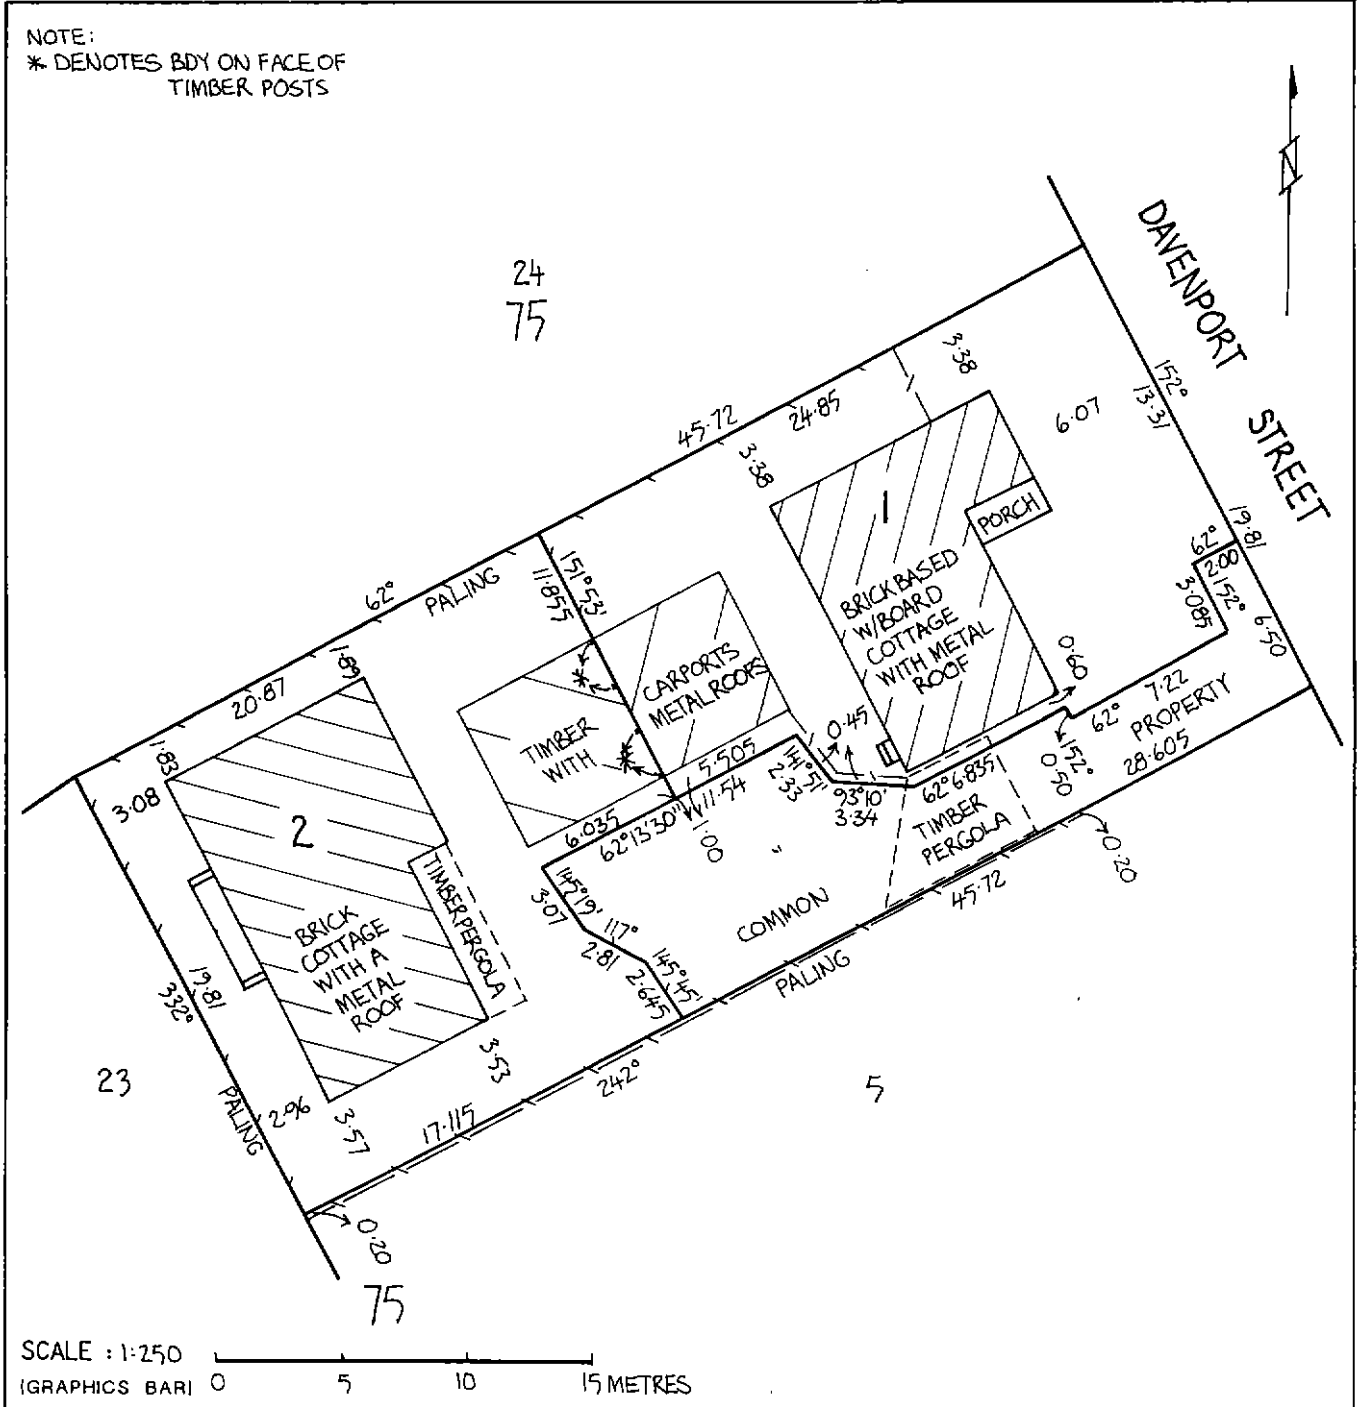 NOTE:
* DENOTES BDY ON FACE OF
TIMBER POSTS
N
DAVENPORT
STREET
24
75
3·38
152°
13·31
6·07
45·72
24·85
3·38
1
PORCH
19·81
62°
2·00
152°
3·085
6·50
62°
PALING
151°53'
11·855
BRICK BASED
W/BOARD
COTTAGE
WITH METAL
ROOF
CARPORTS
METAL ROOFS
*
TIMBER
WITH
*
0·60
7·22
62°
PROPERTY
28·605
0·45
152°
0·50
1·83
20·87
1·83
3·08
2
5·505
11·54
141°51'
2·33
93°10'
3·34
62° 6·835
TIMBER
PERGOLA
0·20
6·035
62°13'30"
1·00
"
TIMBER PERGOLA
BRICK
COTTAGE
WITH A
METAL
ROOF
145°19'
3·07
117°
2·81
145°45'
2·645
COMMON
45·72
PALING
19·81
332°
23
PALING
2·96
3·57
3·53
17·115
242°
5
0·20
75
SCALE : 1:250
(GRAPHICS BAR) 0 5 10 15 METRES